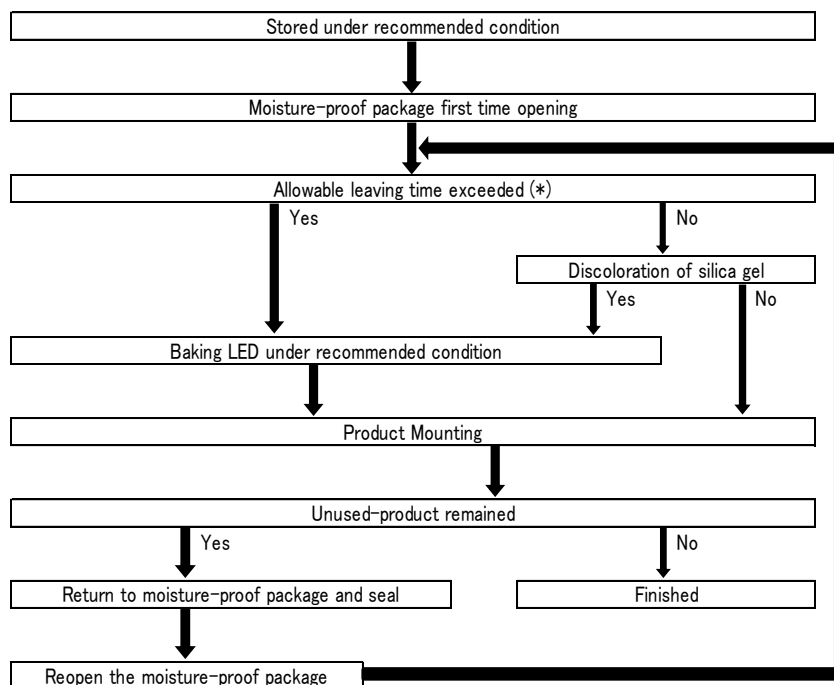 Stored under recommended condition
Moisture-proof package first time opening
Allowable leaving time exceeded (*)
Yes
No
Discoloration of silica gel
Yes
No
Baking LED under recommended condition
Product Mounting
Unused-product remained
Yes
No
Return to moisture-proof package and seal
Finished
Reopen the moisture-proof package